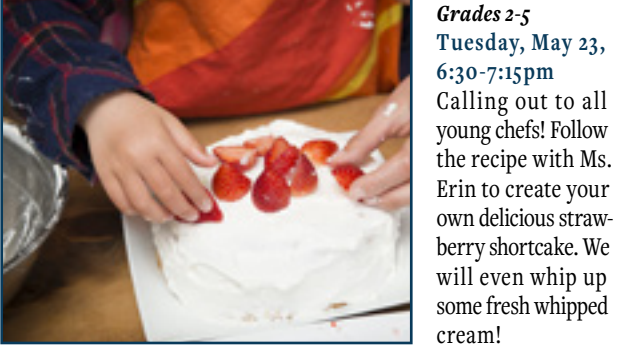 Grades 2-5
Tuesday, May 23,
6:30-7:15pm
Calling out to all
young chefs! Follow
the recipe with Ms.
Erin to create your
own delicious straw-
berry shortcake. We
will even whip up
some fresh whipped
cream!